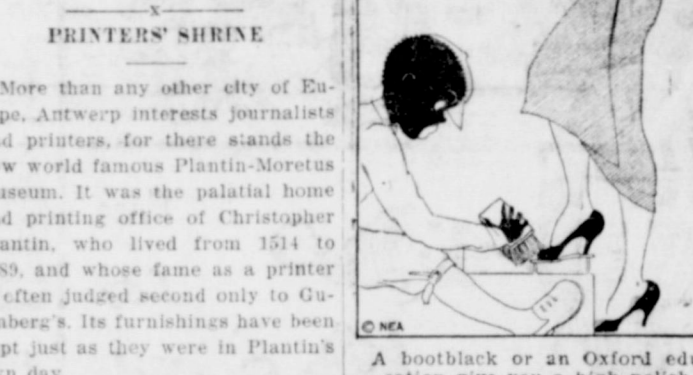 PRINTERS' SHRINE
More than any other city of Eu-
pe, Antwerp interests journalists
d printers, for there stands the
w world famous Plantin-Moretus
useum. It was the palatial home
d printing office of Christopher
antin, who lived from 1514 to
89, and whose fame as a printer
often judged second only to Gu-
nberg's. Its furnishings have been
pt just as they were in Plantin's
n day.
© NEA
A bootblack or an Oxford edu